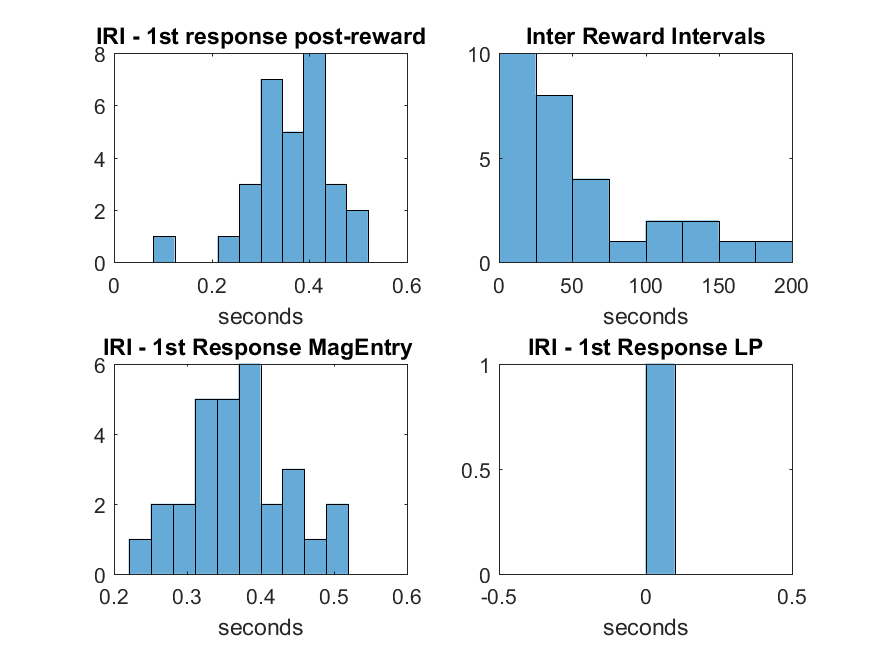 IRI - 1st response post-reward
8
6
4
2
0
0 0.2 0.4 0.6
seconds
Inter Reward Intervals
10
5
0
0 50 100 150 200
seconds
IRI - 1st Response MagEntry
6
4
2
0
0.2 0.3 0.4 0.5 0.6
seconds
IRI - 1st Response LP
1
0.5
0
-0.5 0 0.5
seconds